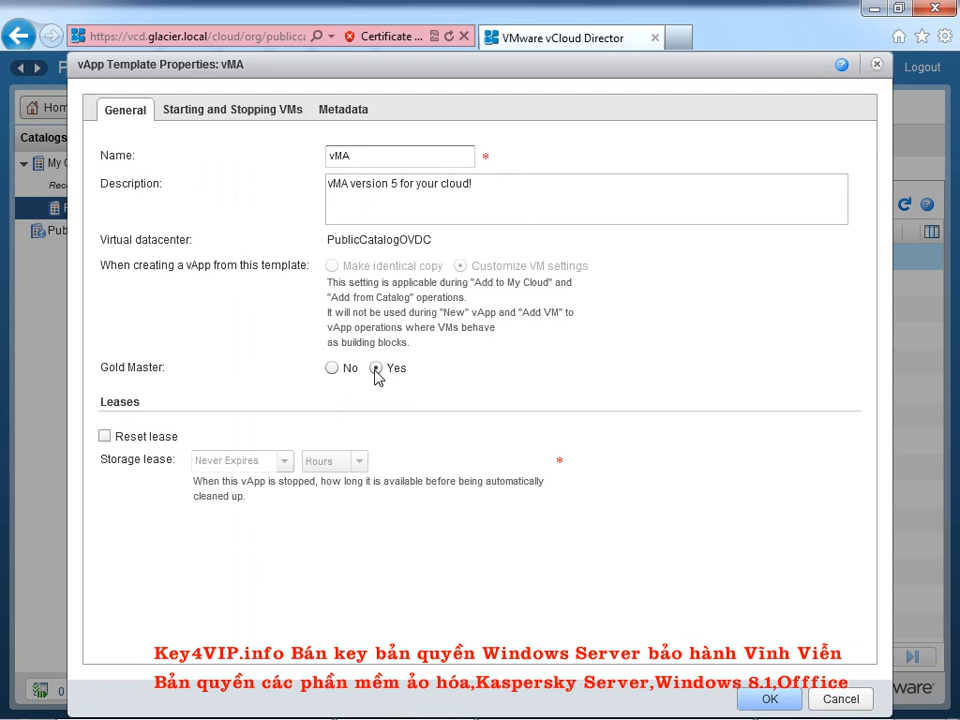 https://vcd.glacier.local/cloud/org/publicca
Certificate ...
VMware vCloud Director
vApp Template Properties: vMA
Logout
Hom
General
Starting and Stopping VMs
Metadata
Catalogs
My C
Name:
vMA
*
Description:
vMA version 5 for your cloud!
Virtual datacenter:
PublicCatalogOVDC
When creating a vApp from this template:
Make identical copy
Customize VM settings
This setting is applicable during "Add to My Cloud" and
"Add from Catalog" operations.
It will not be used during "New" vApp and "Add VM" to
vApp operations where VMs behave
as building blocks.
Gold Master:
No
Yes
Leases
Reset lease
Storage lease:
Never Expires
Hours
*
When this vApp is stopped, how long it is available before being automatically
cleaned up.
Key4VIP.info Bán key bản quyền Windows Server bảo hành Vĩnh Viễn
Bản quyền các phần mềm ảo hóa,Kaspersky Server,Windows 8.1,Offfice
0
OK
Cancel
ware